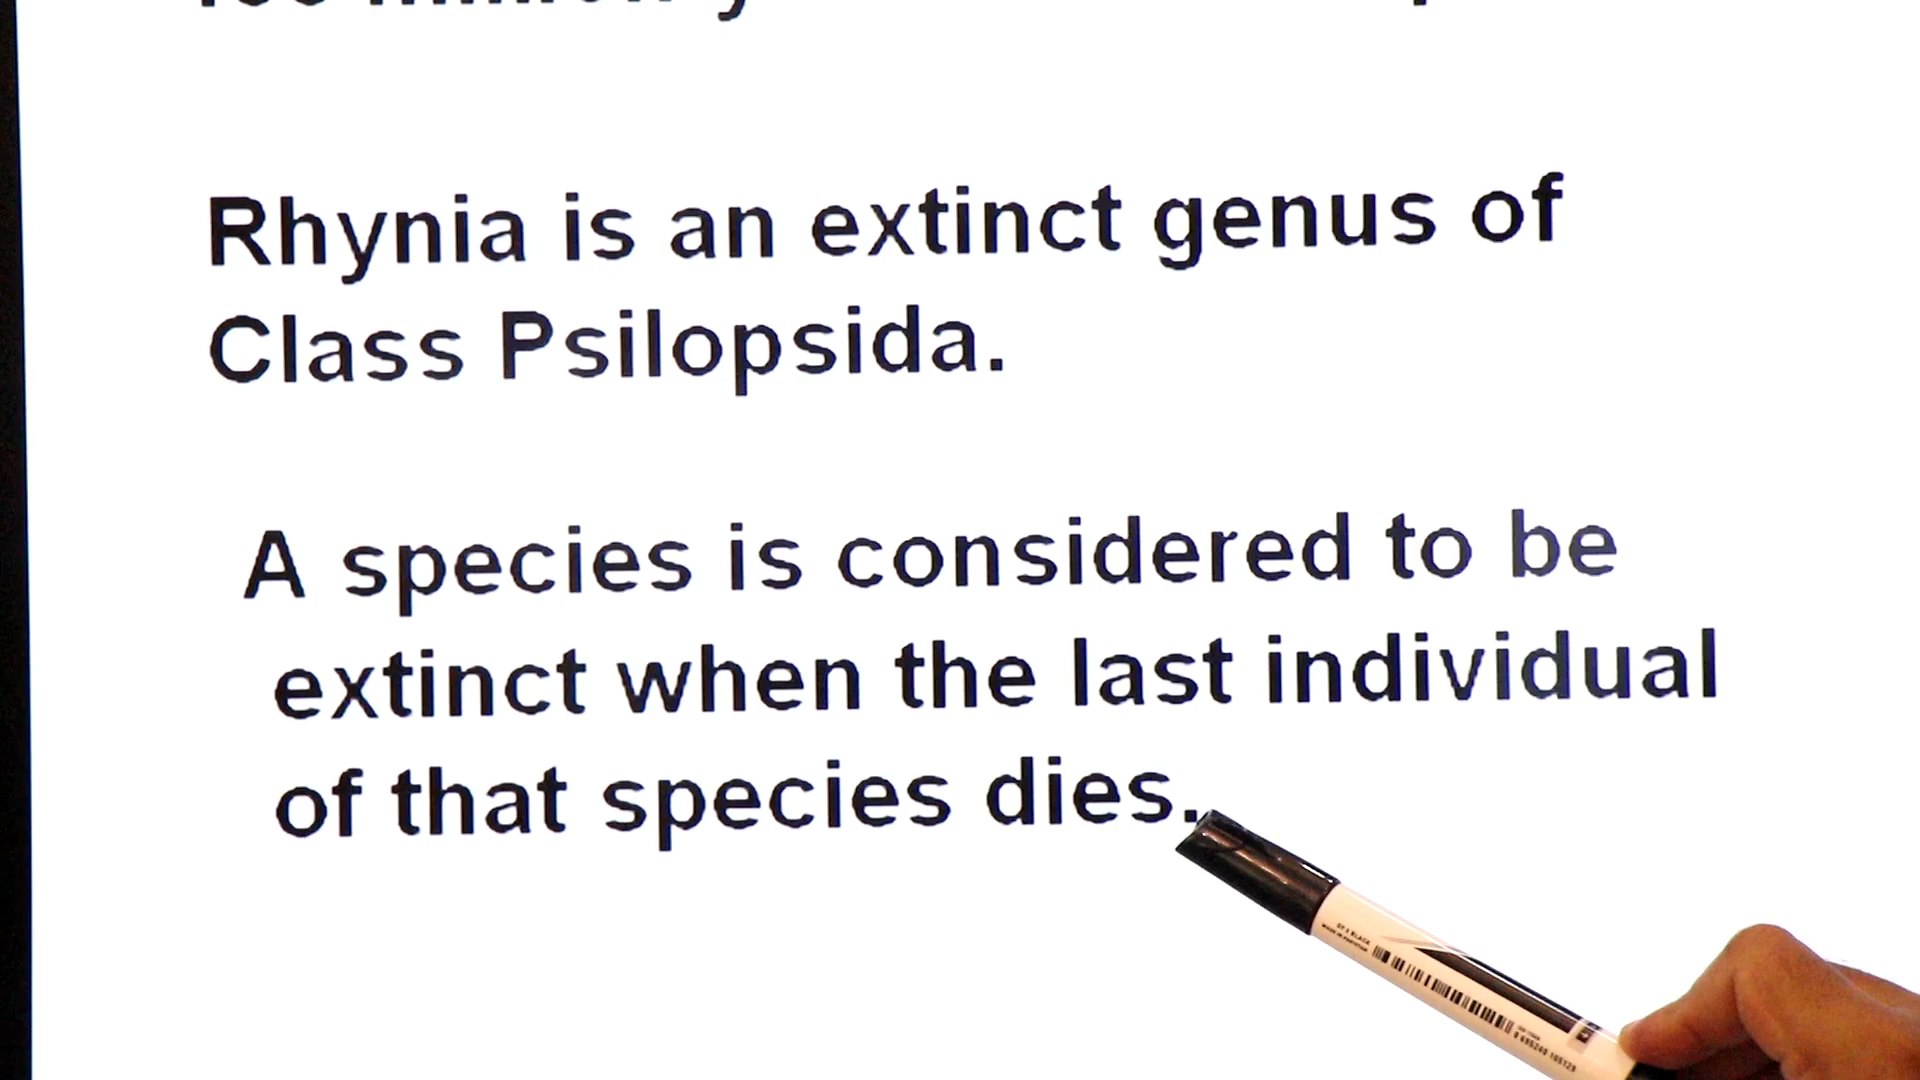 Rhynia is an extinct genus of
Class Psilopsida.
A species is considered to be
extinct when the last individual
of that species dies.